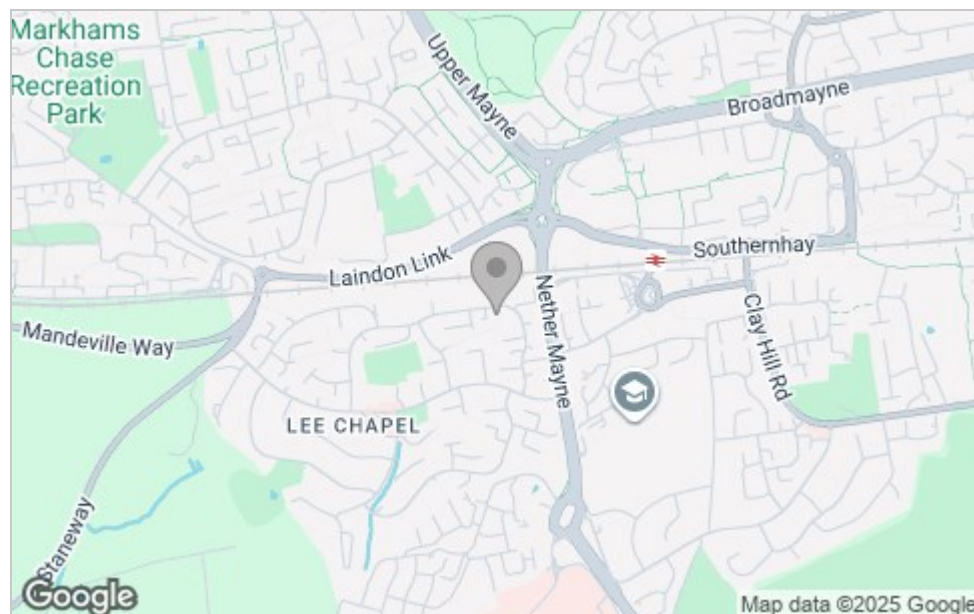 Markhams
Chase
Recreation
Park
Upper Mayne
Broadmayne
Laindon Link
Southernhay
Nether Mayne
Mandeville Way
Clay Hill Rd
LEE CHAPEL
Staneway
Google
Map data ©2025 Google